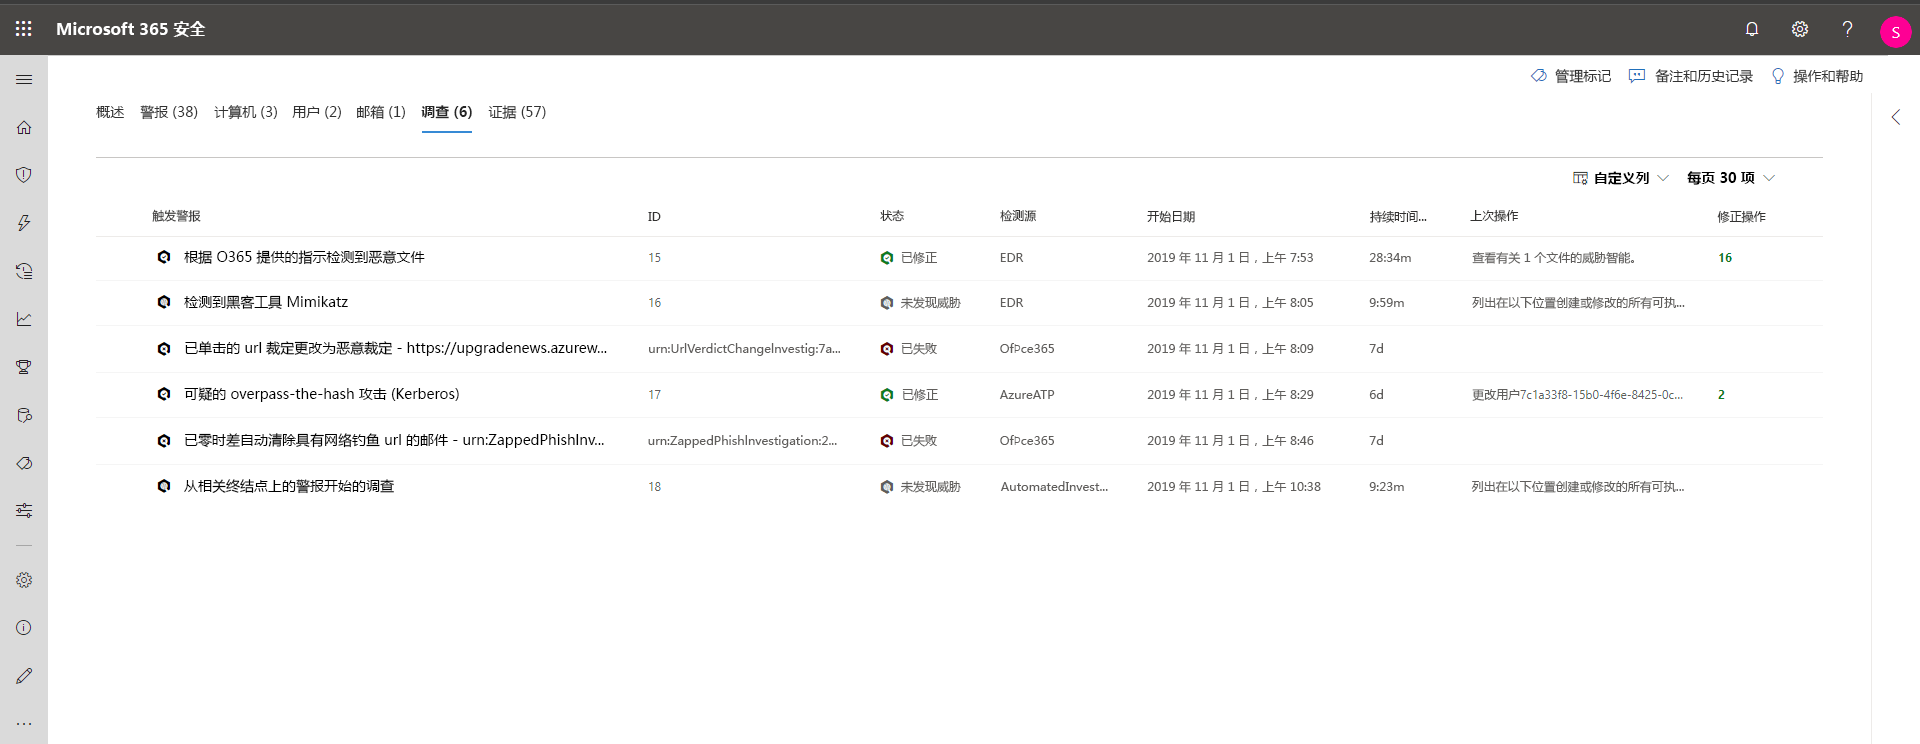 Microsoft 365 安全
S
管理标记 备注和历史记录 操作和帮助
概述 警报 (38) 计算机 (3) 用户 (2) 邮箱 (1) 调查 (6) 证据 (57)
自定义列 每页 30 项
触发警报 ID 状态 检测源 开始日期 持续时间... 上次操作 修正操作
根据 O365 提供的指示检测到恶意文件 15 已修正 EDR 2019 年 11 月 1 日，上午 7:53 28:34m 查看有关 1 个文件的威胁智能。 16
检测到黑客工具 Mimikatz 16 未发现威胁 EDR 2019 年 11 月 1 日，上午 8:05 9:59m 列出在以下位置创建或修改的所有可执...
已单击的 url 裁定更改为恶意裁定 - https://upgradenews.azurew... urn:UrlVerdictChangeInvestig:7a... 已失败 OfÞce365 2019 年 11 月 1 日，上午 8:09 7d
可疑的 overpass-the-hash 攻击 (Kerberos) 17 已修正 AzureATP 2019 年 11 月 1 日，上午 8:29 6d 更改用户7c1a33f8-15b0-4f6e-8425-0c... 2
已零时差自动清除具有网络钓鱼 url 的邮件 - urn:ZappedPhishInv... urn:ZappedPhishInvestigation:2... 已失败 OfÞce365 2019 年 11 月 1 日，上午 8:46 7d
从相关终结点上的警报开始的调查 18 未发现威胁 AutomatedInvest... 2019 年 11 月 1 日，上午 10:38 9:23m 列出在以下位置创建或修改的所有可执...